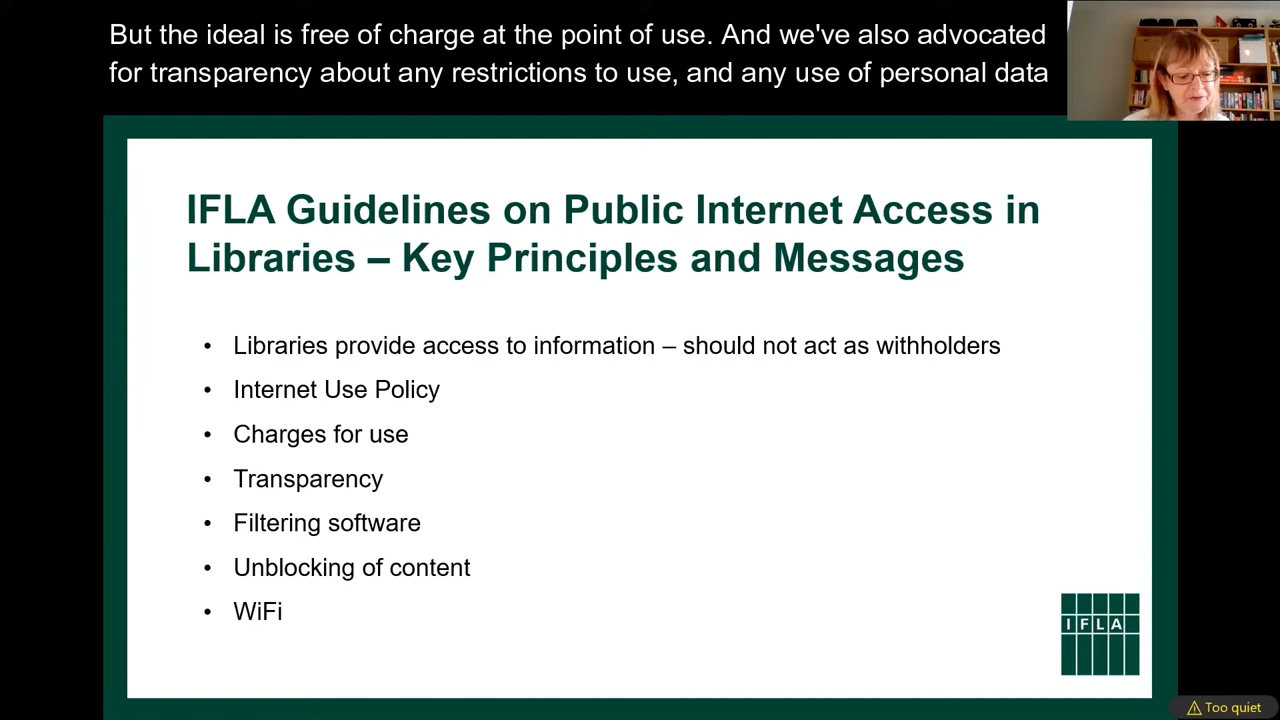 But the ideal is free of charge at the point of use. And we've also advocated
for transparency about any restrictions to use, and any use of personal data
IFLA Guidelines on Public Internet Access in
Libraries – Key Principles and Messages
• Libraries provide access to information – should not act as withholders
• Internet Use Policy
• Charges for use
• Transparency
• Filtering software
• Unblocking of content
• WiFi
IFLA
Too quiet